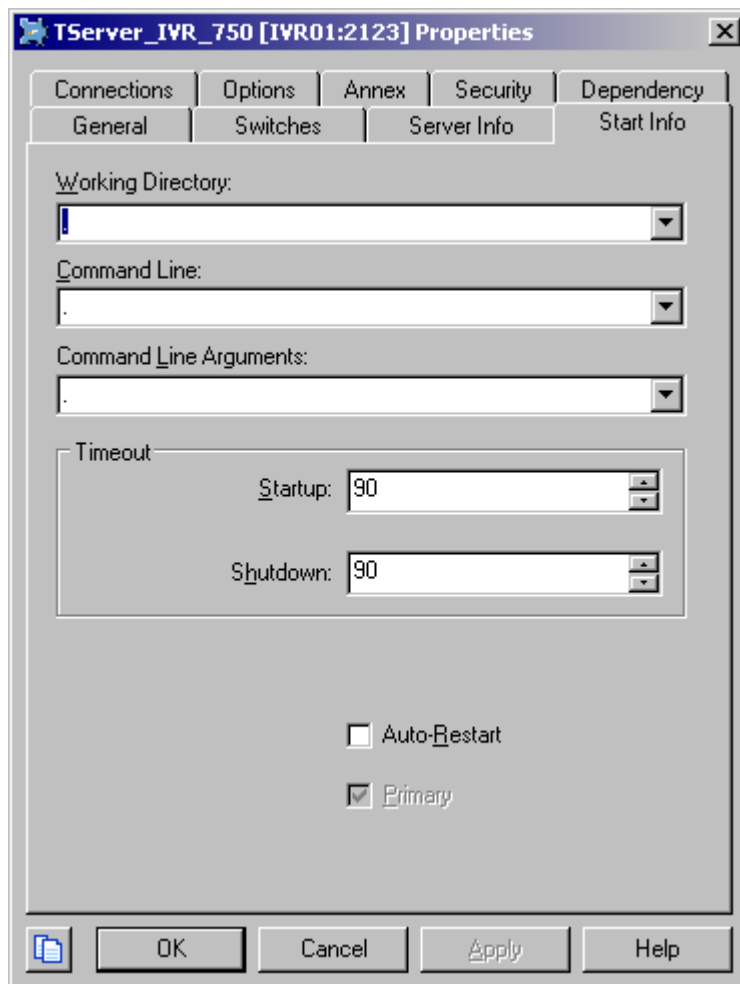 TServer_IVR_750 [IVR01:2123] Properties
Connections Options Annex Security Dependency
General Switches Server Info Start Info
Working Directory:
.
Command Line:
.
Command Line Arguments:
.
Timeout
Startup: 90
Shutdown: 90
Auto-Restart
Primary
OK Cancel Apply Help